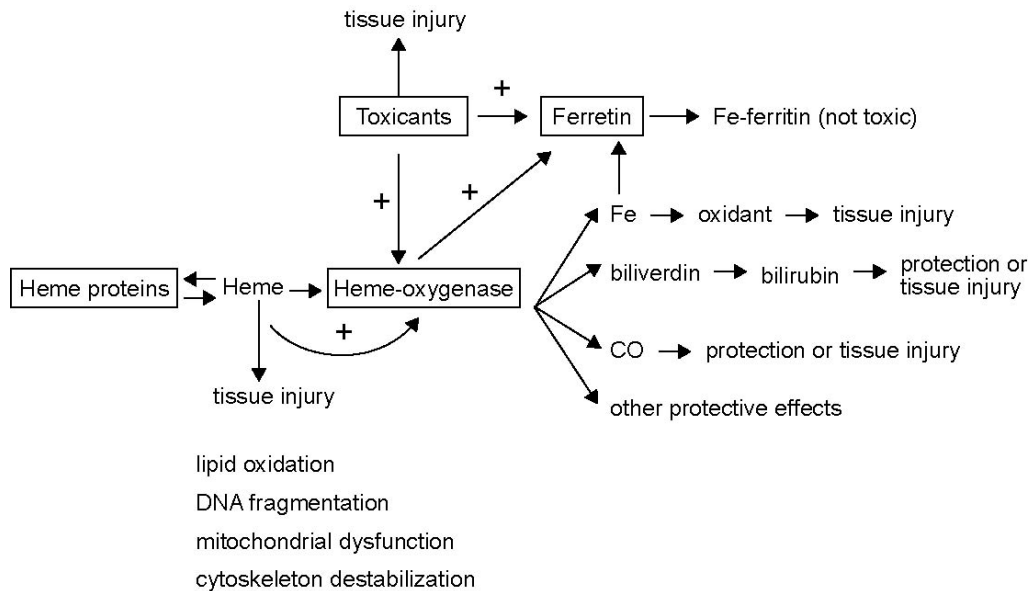 tissue injury
+
Toxicants
Ferretin
Fe-ferritin (not toxic)
+
+
Fe
oxidant
tissue injury
Heme proteins
Heme
Heme-oxygenase
biliverdin
bilirubin
protection or
tissue injury
+
CO
protection or tissue injury
tissue injury
other protective effects
lipid oxidation
DNA fragmentation
mitochondrial dysfunction
cytoskeleton destabilization